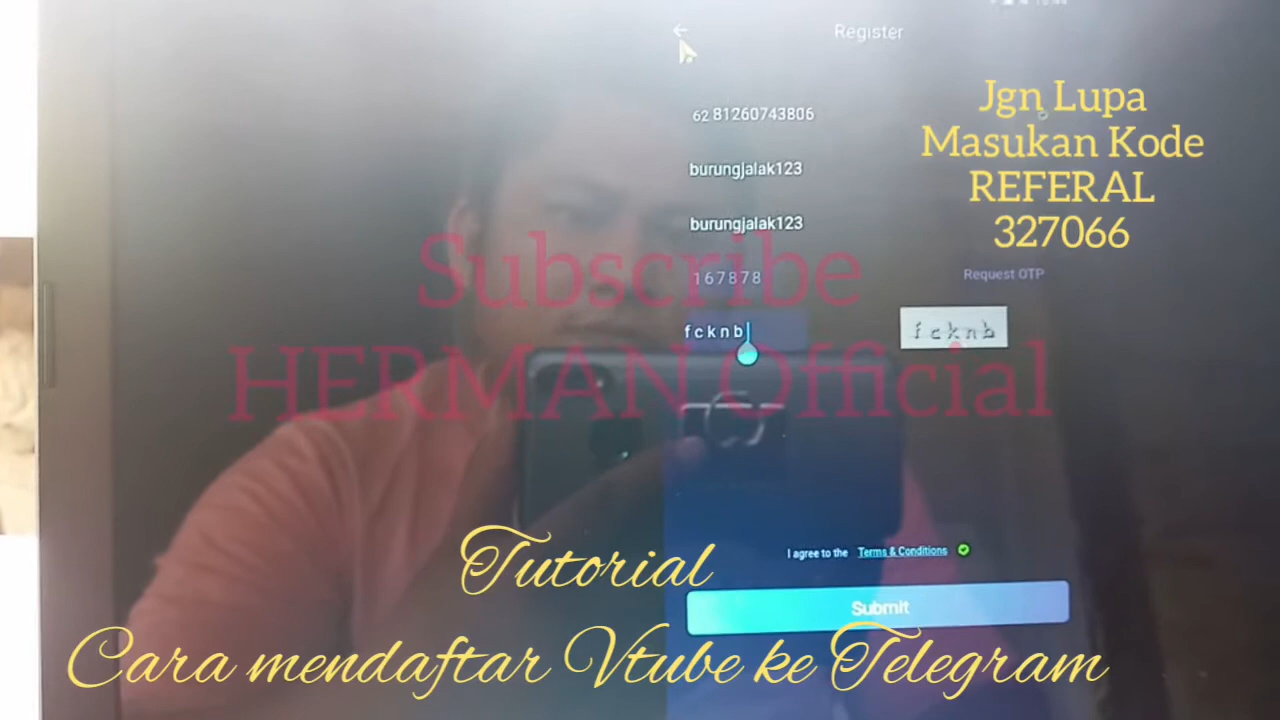 Register
Jgn Lupa
Masukan Kode
REFERAL
327066
62 81260743806
burungjalak123
burungjalak123
167878
Request OTP
fcknb
fcknb
Subscribe
HERMAN Official
I agree to the Terms & Conditions
Submit
Tutorial
Cara mendaftar Vtube ke Telegram